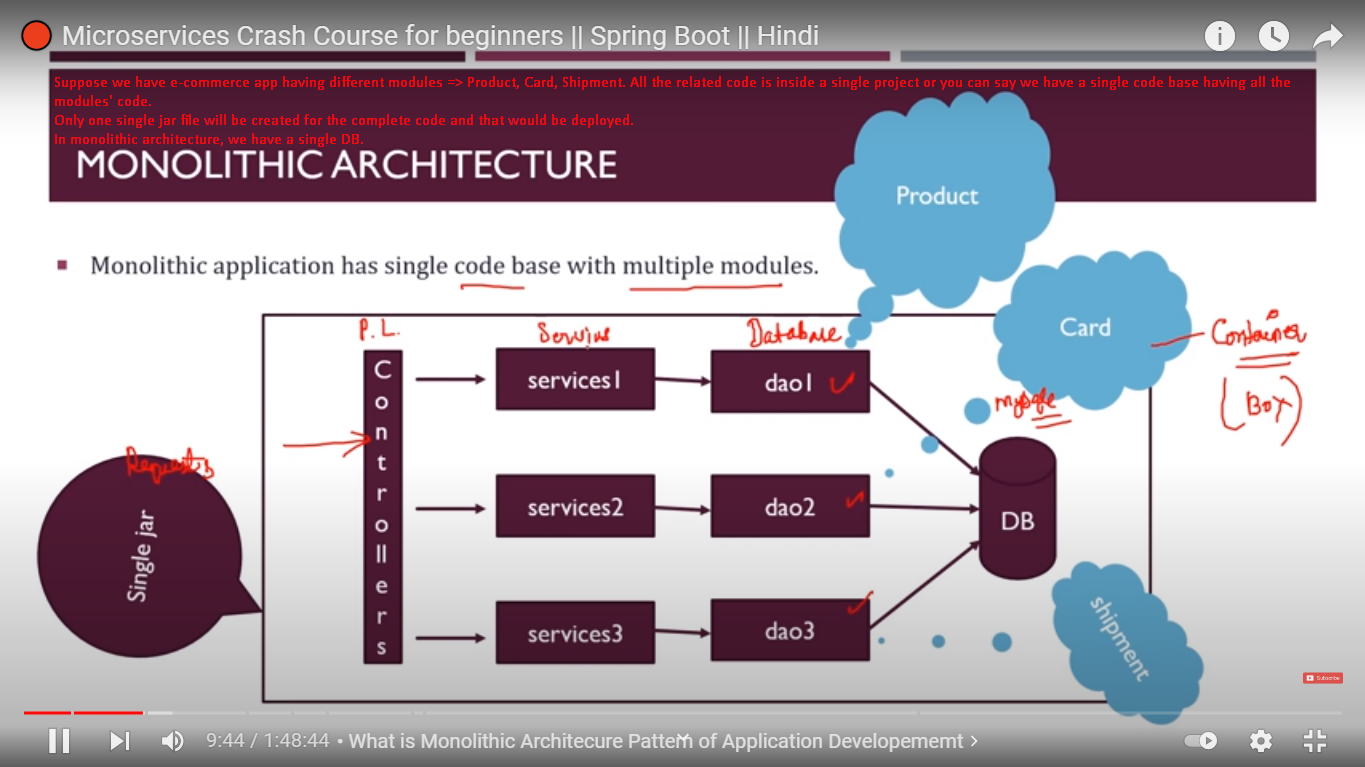 Microservices Crash Course for beginners || Spring Boot || Hindi
Suppose we have e-commerce app having different modules => Product, Card, Shipment. All the related code is inside a single project or you can say we have a single code base having all the
modules' code.
Only one single jar file will be created for the complete code and that would be deployed.
In monolithic architecture, we have a single DB.
MONOLITHIC ARCHITECTURE
Product
Monolithic application has single code base with multiple modules.
Card
Container
(Box)
P.L.
Database
Controllers
services1
dao1
services2
dao2
services3
dao3
DB
Single jar
shipment
Subscribe
9:44 / 1:48:44 • What is Monolithic Architecure Pattern of Application Developememt